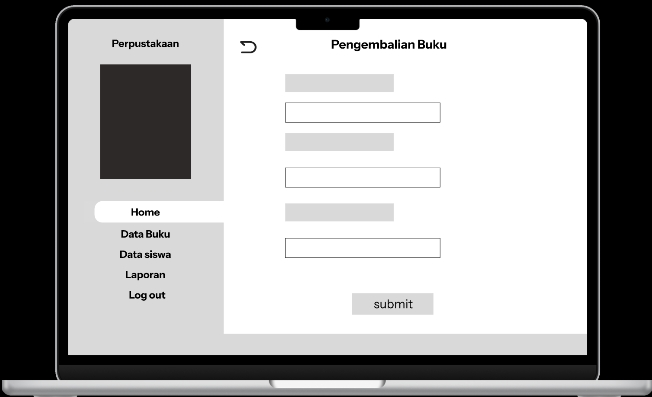 Perpustakaan
Home
Data Buku
Data siswa
Laporan
Log out
Pengembalian Buku
submit